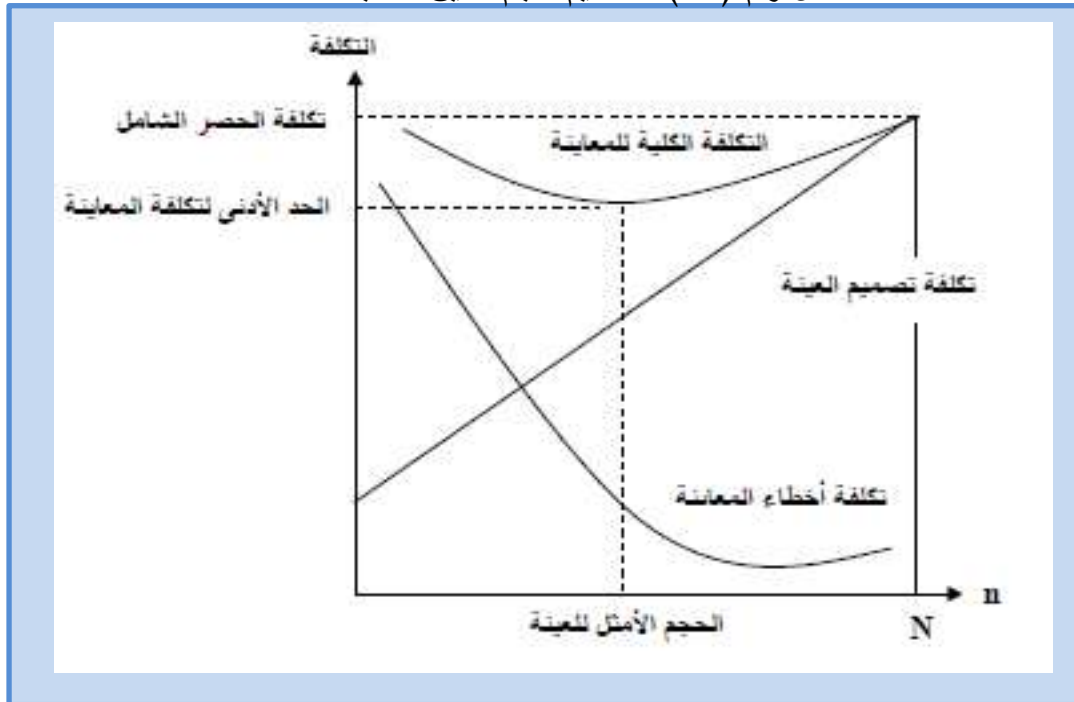 التكلفة
تكلفة الحصر الشامل
التكلفة الكلية للمعاينة
الحد الأدنى لتكلفة المعاينة
تكلفة تصميم العينة
تكلفة أخطاء المعاينة
n
الحجم الأمثل للعينة
N